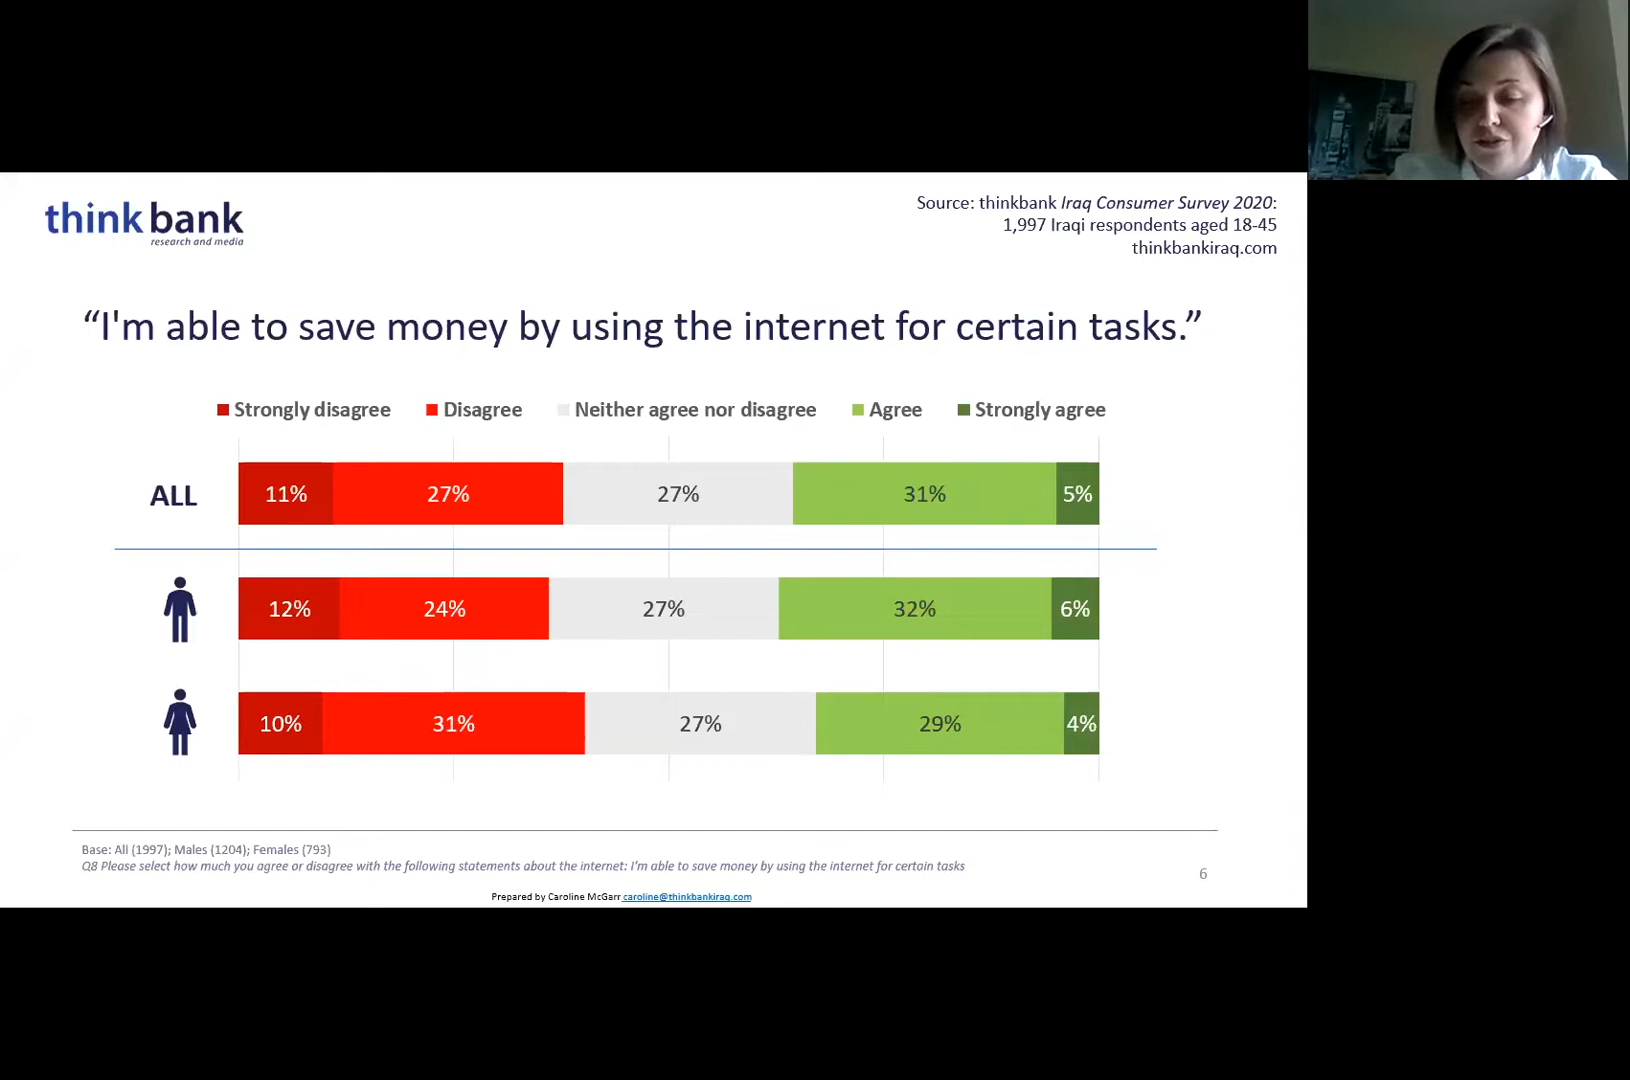 think bank
research and media
Source: thinkbank Iraq Consumer Survey 2020:
1,997 Iraqi respondents aged 18-45
thinkbankiraq.com
“I'm able to save money by using the internet for certain tasks.”
Strongly disagree Disagree Neither agree nor disagree Agree Strongly agree
ALL 11% 27% 27% 31% 5%
12% 24% 27% 32% 6%
10% 31% 27% 29% 4%
Base: All (1997); Males (1204); Females (793)
Q8 Please select how much you agree or disagree with the following statements about the internet: I'm able to save money by using the internet for certain tasks
6
Prepared by Caroline McGarr caroline@thinkbankiraq.com